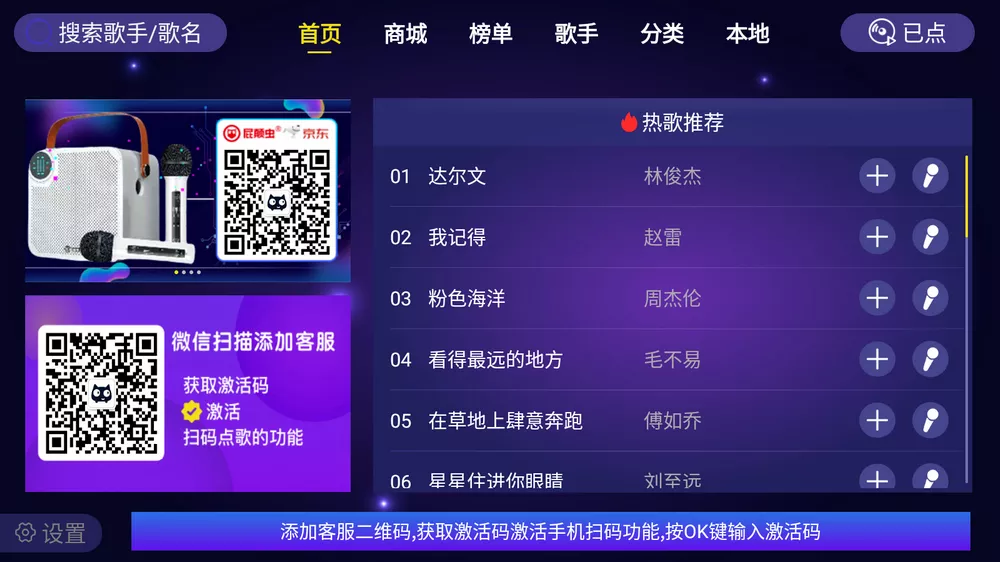 搜索歌手/歌名
首页 商城 榜单 歌手 分类 本地
已点
屁颠虫® 京东
微信扫描添加客服
获取激活码
激活
扫码点歌的功能
热歌推荐
01 达尔文 林俊杰
02 我记得 赵雷
03 粉色海洋 周杰伦
04 看得最远的地方 毛不易
05 在草地上肆意奔跑 傅如乔
06 星星住进你眼睛 刘至远
设置
添加客服二维码,获取激活码激活手机扫码功能,按OK键输入激活码